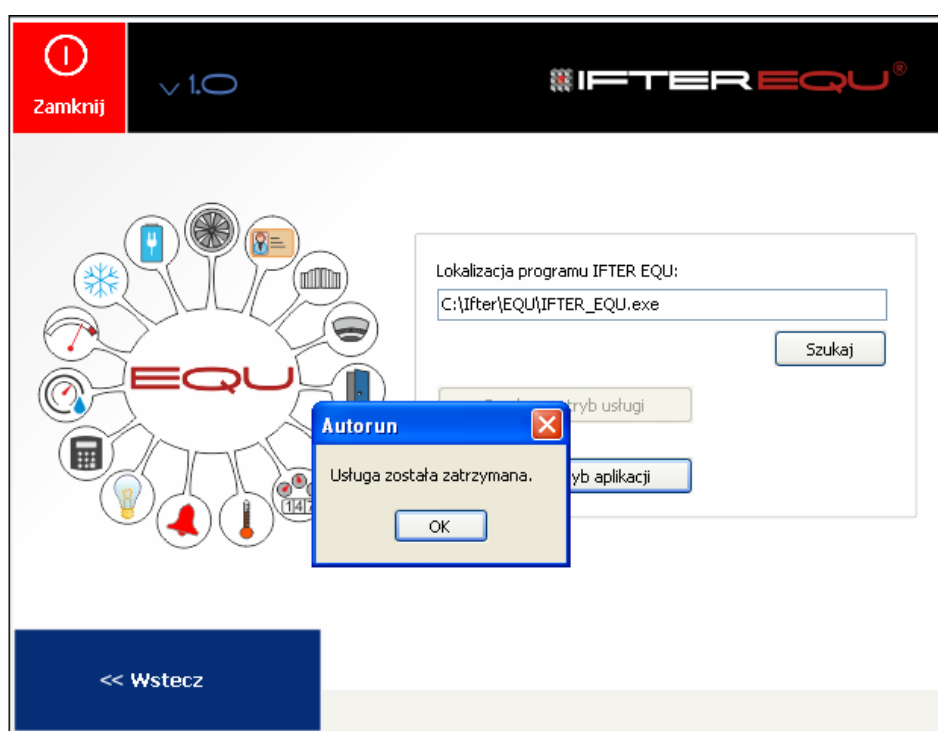 Zamknij
v 1.0
IFTER EQU®
Lokalizacja programu IFTER EQU:
C:\Ifter\EQU\IFTER_EQU.exe
Szukaj
EQU
tryb usługi
Autorun
Usługa została zatrzymana.
aplikacji
OK
147
<< Wstecz